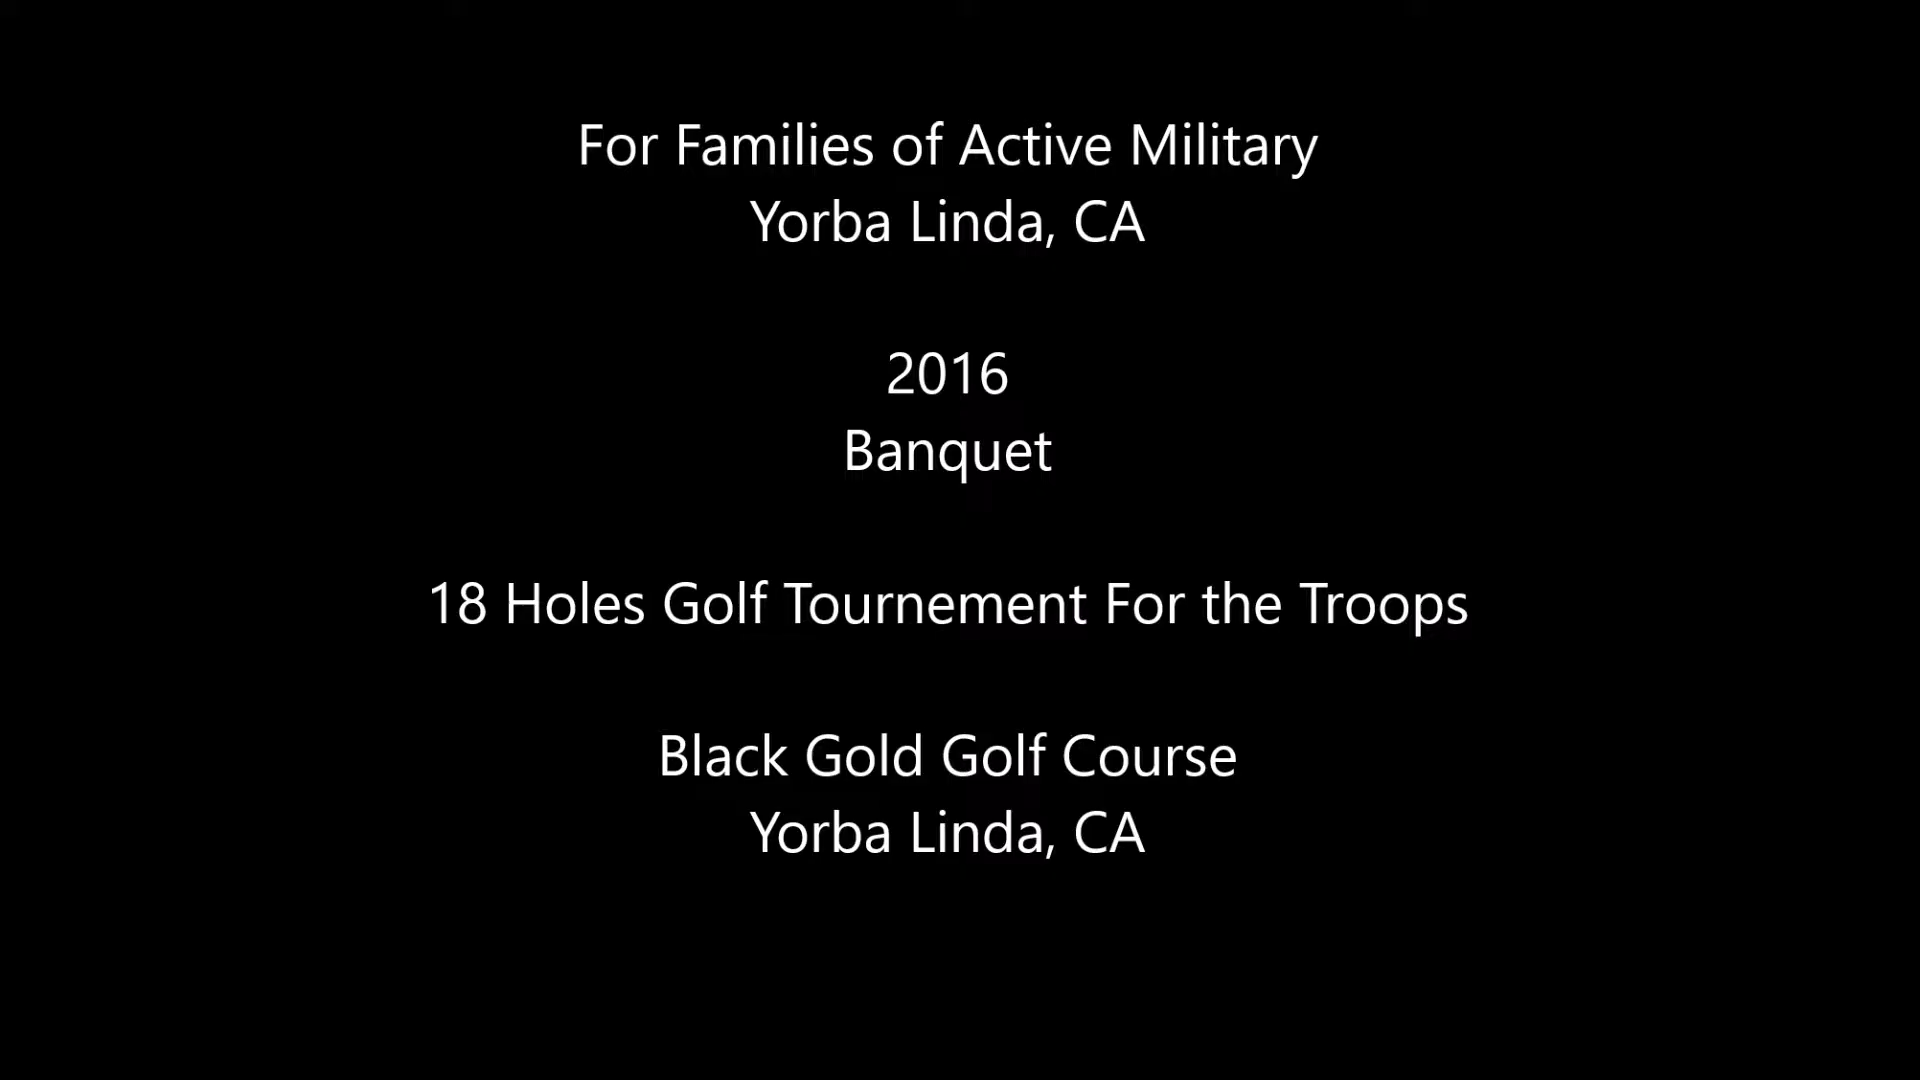 For Families of Active Military
Yorba Linda, CA
2016
Banquet
18 Holes Golf Tournement For the Troops
Black Gold Golf Course
Yorba Linda, CA